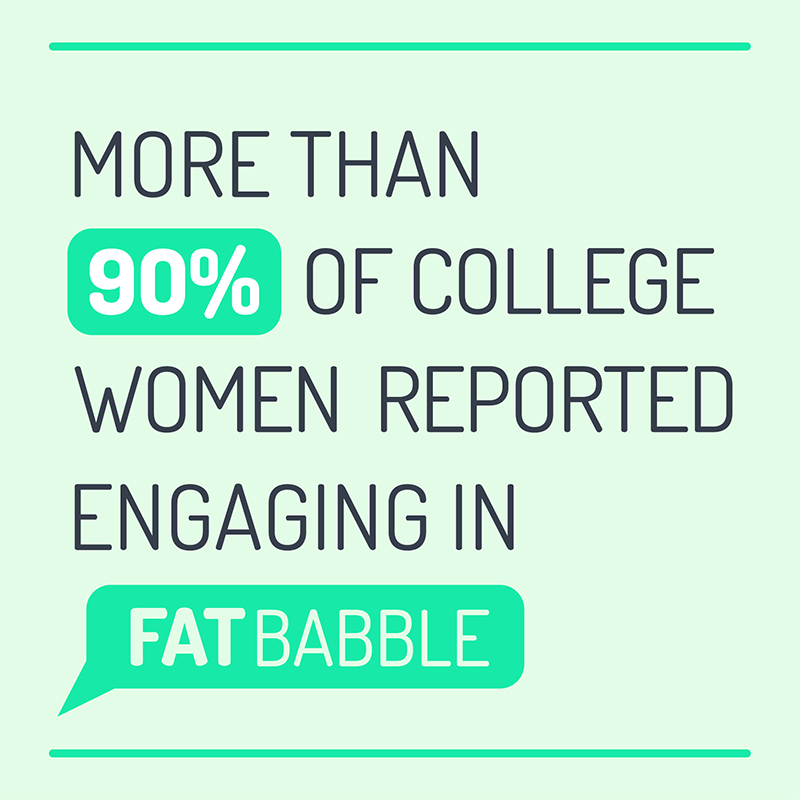 MORE THAN
90% OF COLLEGE
WOMEN REPORTED
ENGAGING IN
FAT BABBLE